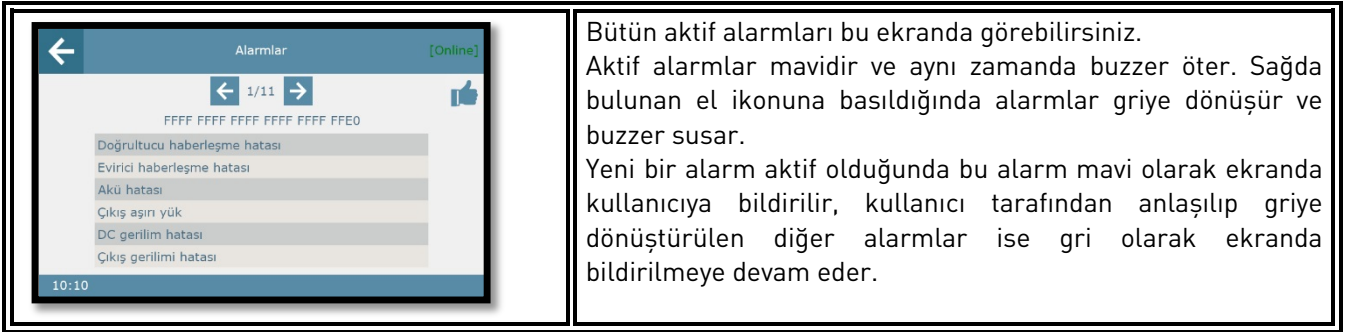 Alarmlar
[Online]
1/11
FFFF FFFF FFFF FFFF FFFF FFE0
Doğrultucu haberleşme hatası
Evirici haberleşme hatası
Akü hatası
Çıkış aşırı yük
DC gerilim hatası
Çıkış gerilimi hatası
10:10
Bütün aktif alarmları bu ekranda görebilirsiniz.
Aktif alarmlar mavidir ve aynı zamanda buzzer öter. Sağda
bulunan el ikonuna basıldığında alarmlar griye dönüşür ve
buzzer susar.
Yeni bir alarm aktif olduğunda bu alarm mavi olarak ekranda
kullanıcıya bildirilir, kullanıcı tarafından anlaşılıp griye
dönüştürülen diğer alarmlar ise gri olarak ekranda
bildirilmeye devam eder.